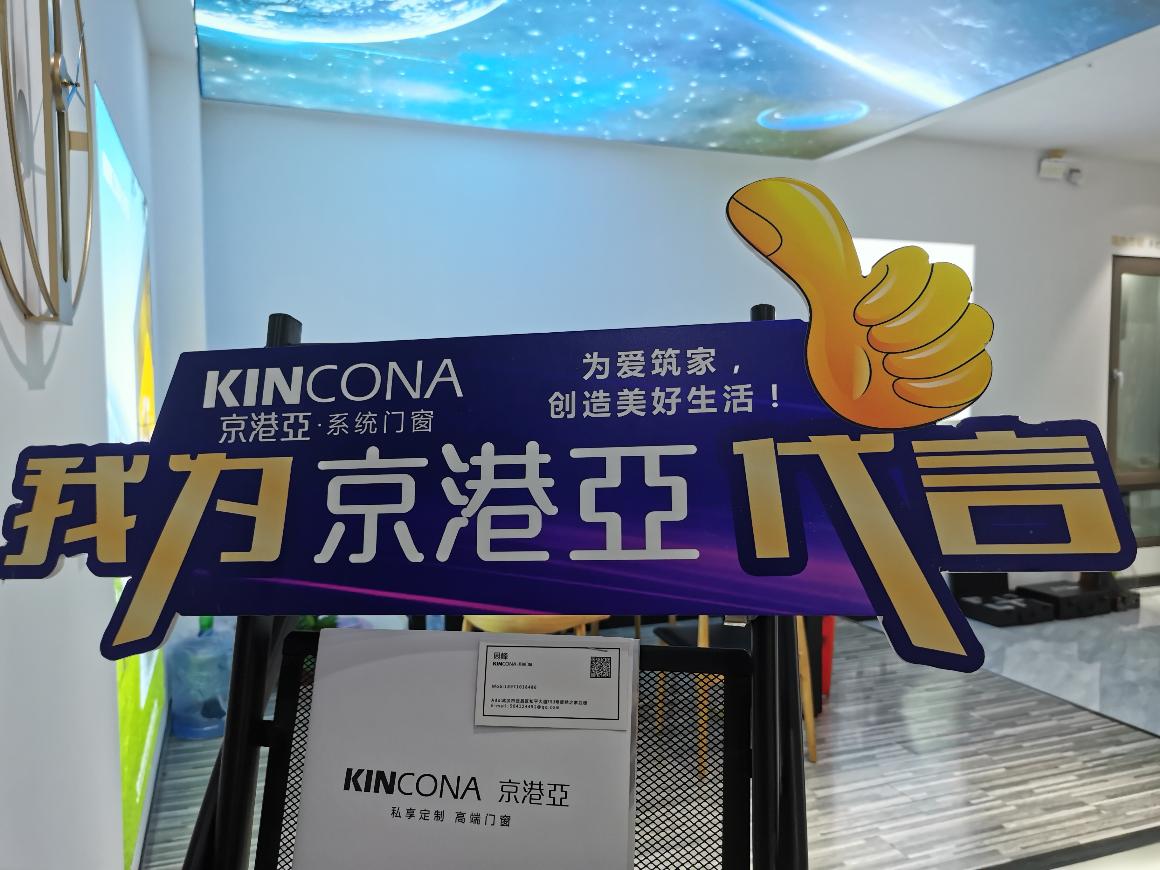 KINCONA
京港亞·系统门窗
为爱筑家，
创造美好生活！
我为京港亞代言
KINCONA
KINCONA 京港亞
私享定制 高端门窗